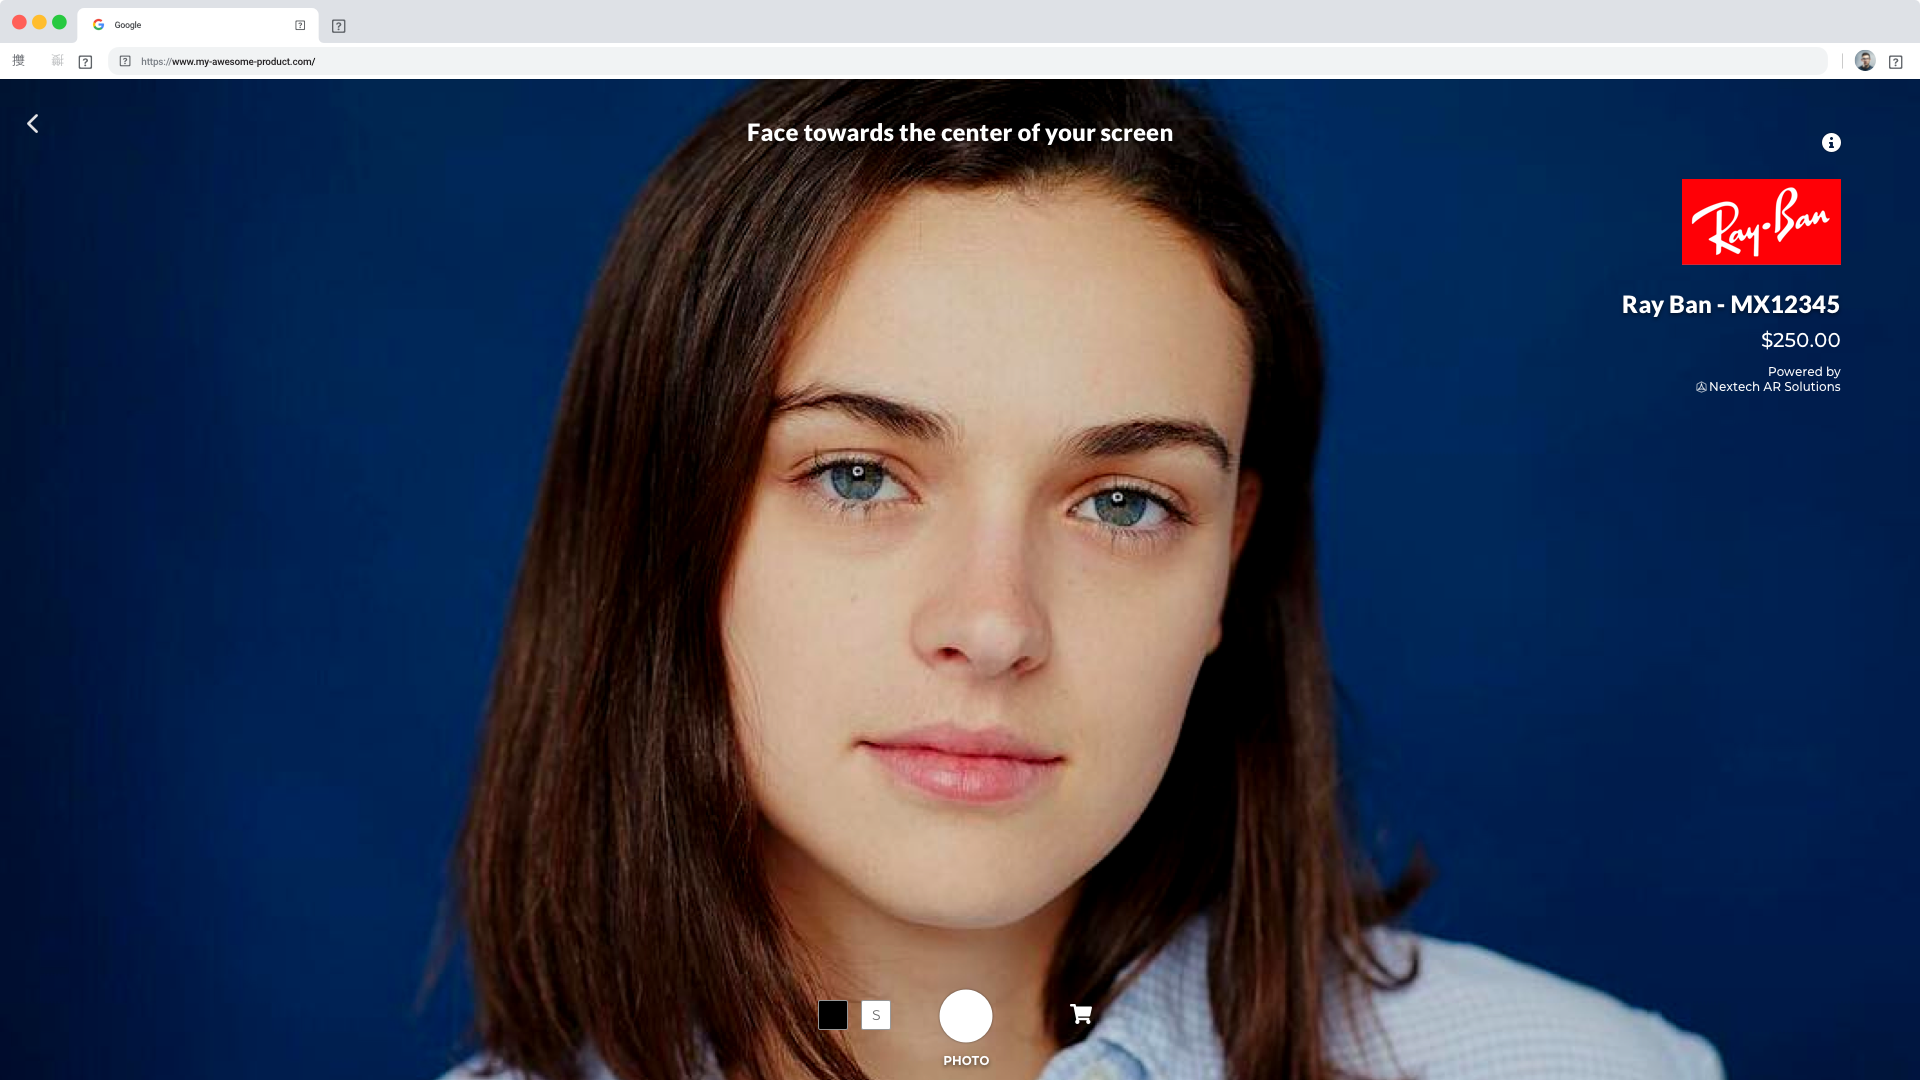 Google
https://www.my-awesome-product.com/
Face towards the center of your screen
Ray-Ban
Ray Ban - MX12345
$250.00
Powered by
Nextech AR Solutions
S
PHOTO